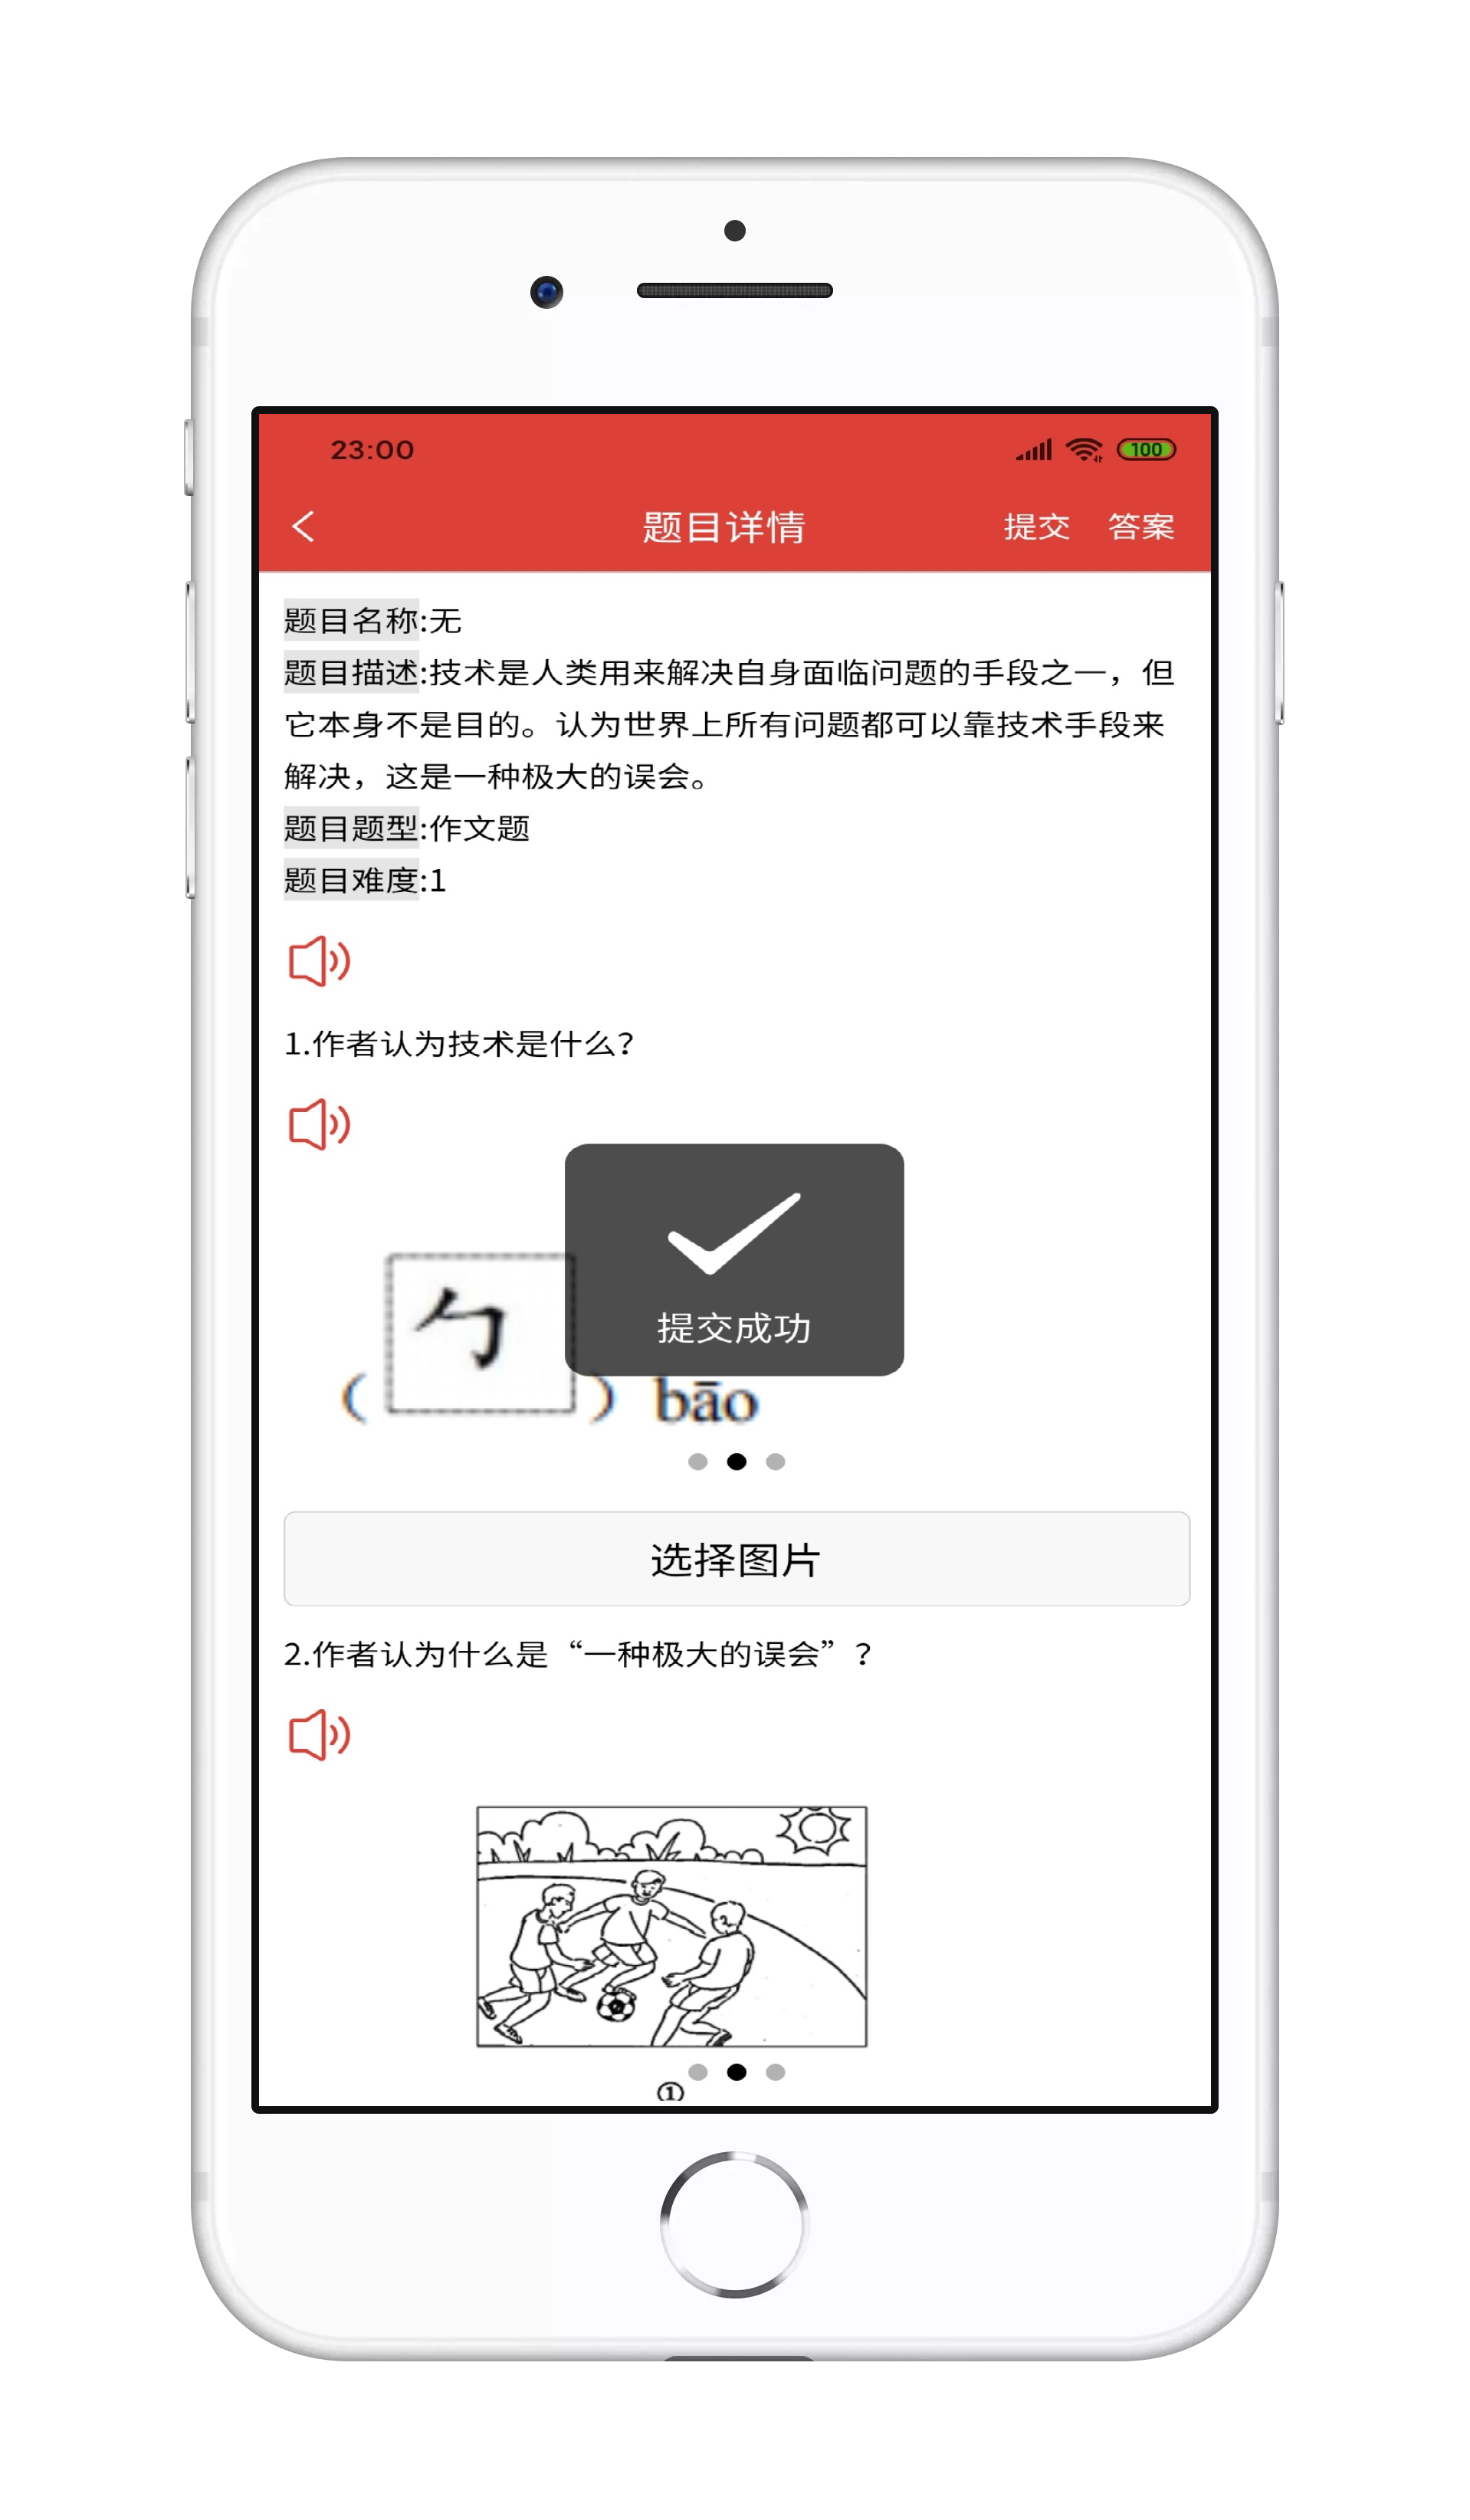 23:00 100
题目详情 提交 答案
题目名称:无
题目描述:技术是人类用来解决自身面临问题的手段之一，但
它本身不是目的。认为世界上所有问题都可以靠技术手段来
解决，这是一种极大的误会。
题目题型:作文题
题目难度:1
1.作者认为技术是什么？
提交成功
（勹）bāo
选择图片
2.作者认为什么是“一种极大的误会”？
①